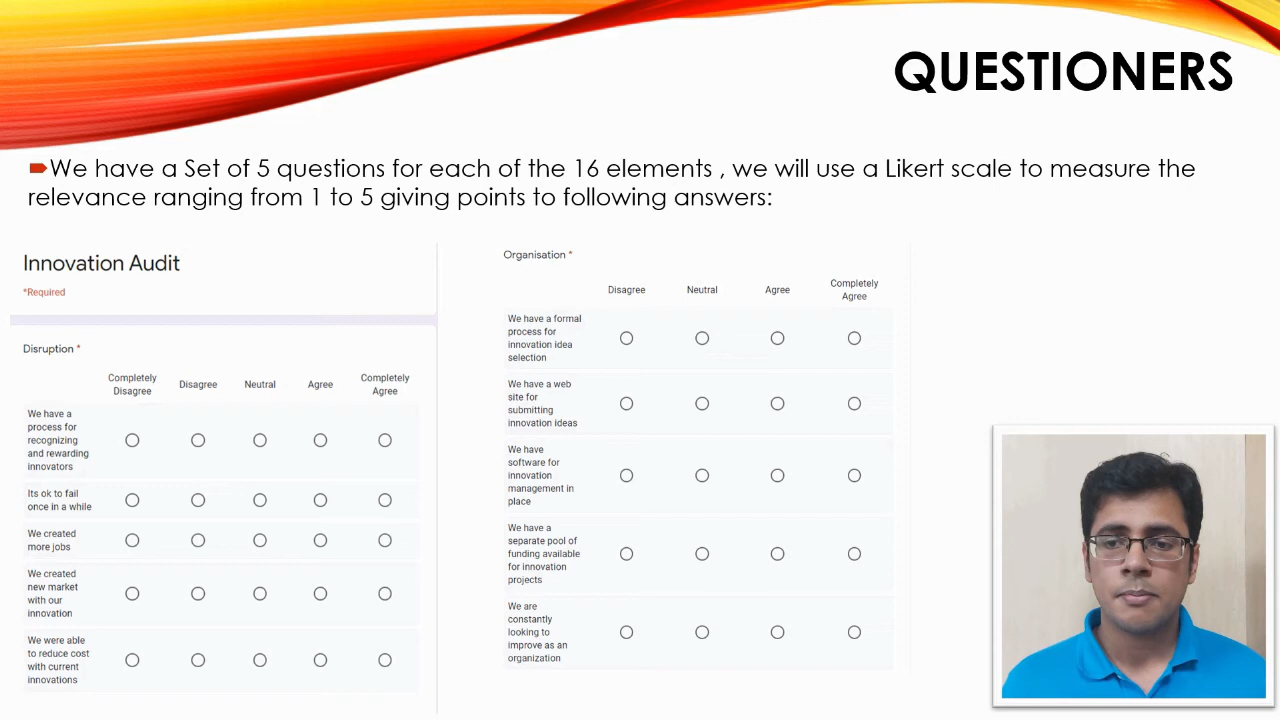 QUESTIONERS
We have a Set of 5 questions for each of the 16 elements , we will use a Likert scale to measure the
relevance ranging from 1 to 5 giving points to following answers:
Innovation Audit
*Required
Disruption *
Completely
Disagree
Disagree
Neutral
Agree
Completely
Agree
We have a
process for
recognizing
and rewarding
innovators
Its ok to fail
once in a while
We created
more jobs
We created
new market
with our
innovation
We were able
to reduce cost
with current
innovations
Organisation *
Disagree
Neutral
Agree
Completely
Agree
We have a formal
process for
innovation idea
selection
We have a web
site for
submitting
innovation ideas
We have
software for
innovation
management in
place
We have a
separate pool of
funding available
for innovation
projects
We are
constantly
looking to
improve as an
organization